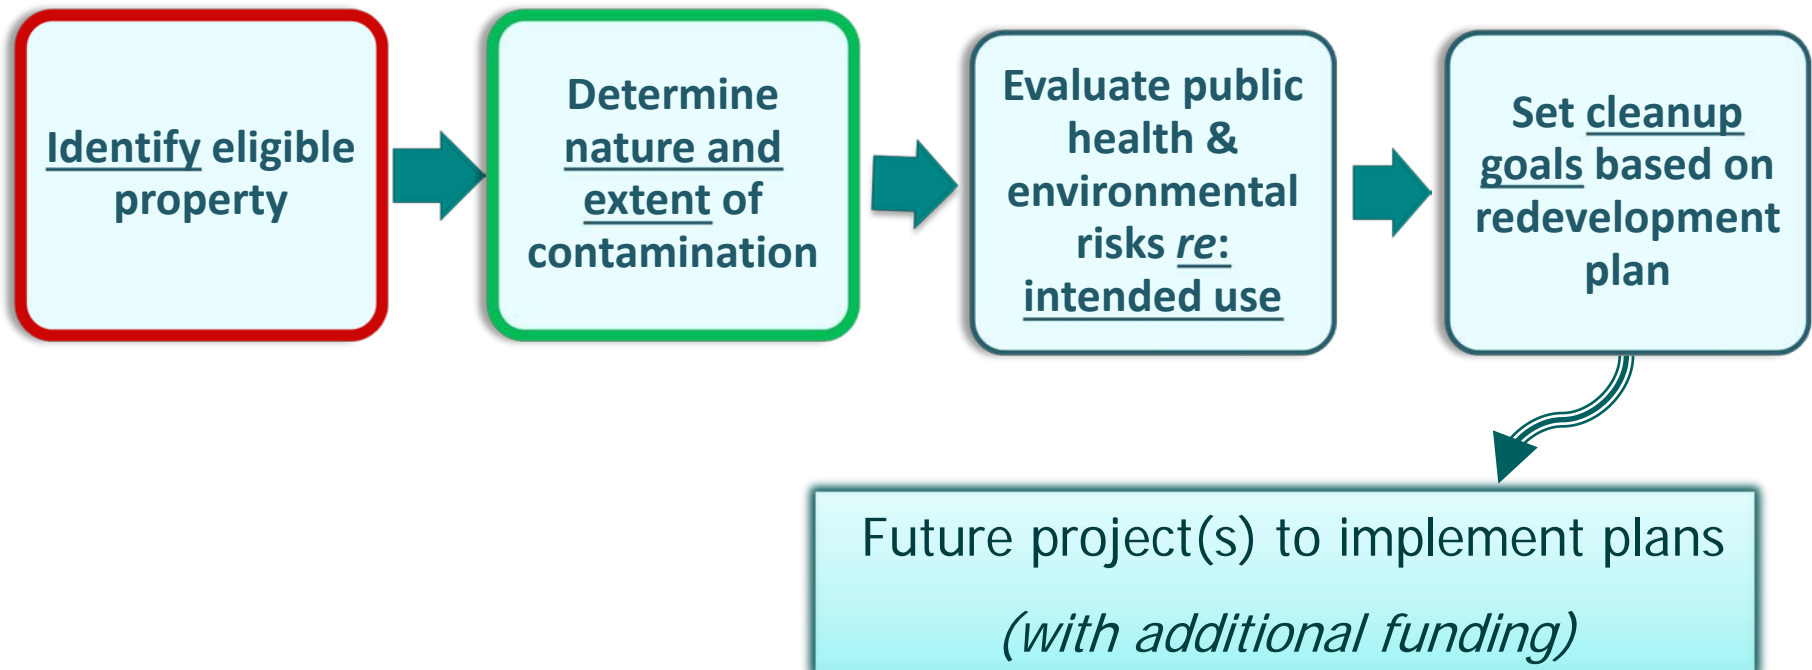 Identify eligible
property
Determine
nature and
extent of
contamination
Evaluate public
health &
environmental
risks re:
intended use
Set cleanup
goals based on
redevelopment
plan
Future project(s) to implement plans
(with additional funding)